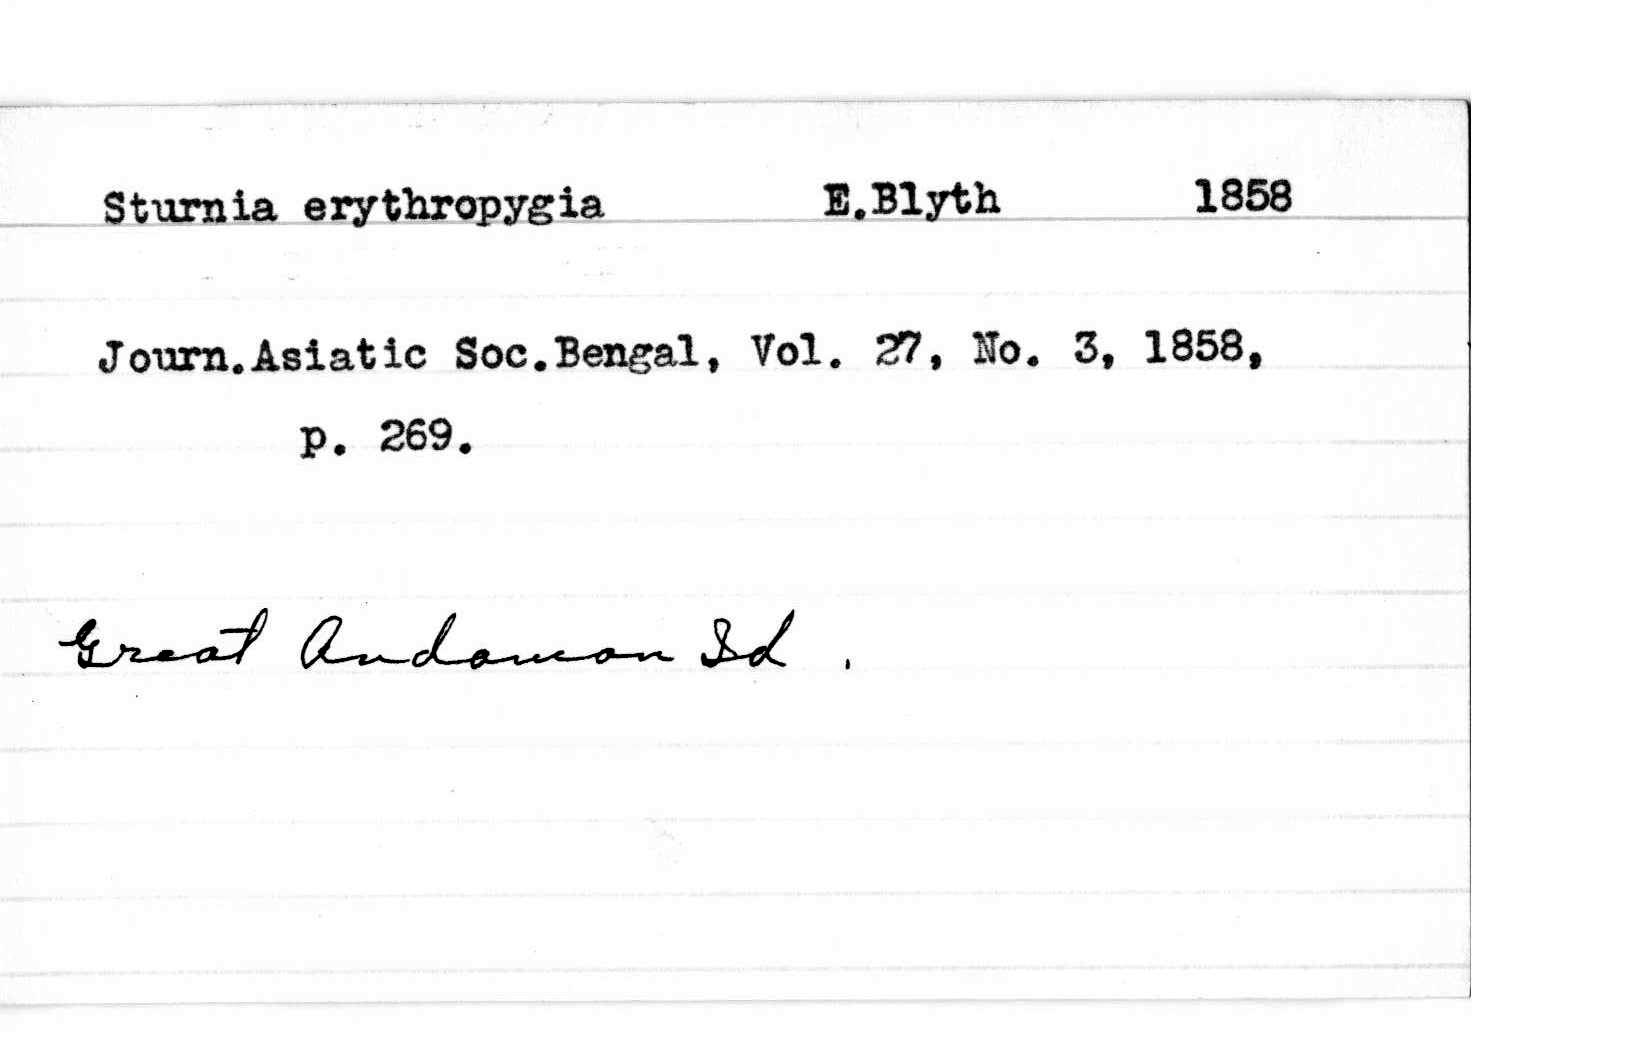 Sturnia erythropygia E.Blyth 1858
Journ.Asiatic Soc.Bengal, Vol. 27, No. 3, 1858,
p. 269.
Great Andaman Id.